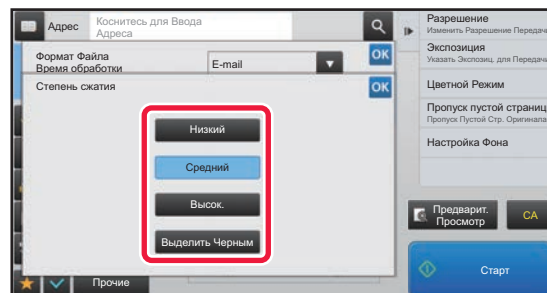 Адрес
Коснитесь для Ввода
Адреса
Формат Файла
Время обработки
E-mail
OK
Степень сжатия
OK
Низкий
Средний
Высок.
Выделить Черным
Прочие
Разрешение
Изменить Разрешение Передачи
Экспозиция
Указать Экспозиц. для Передач
Цветной Режим
Пропуск пустой страниц
Пропуск Пустой Стр. Оригинала
Настройка Фона
Предварит.
Просмотр
CA
Старт